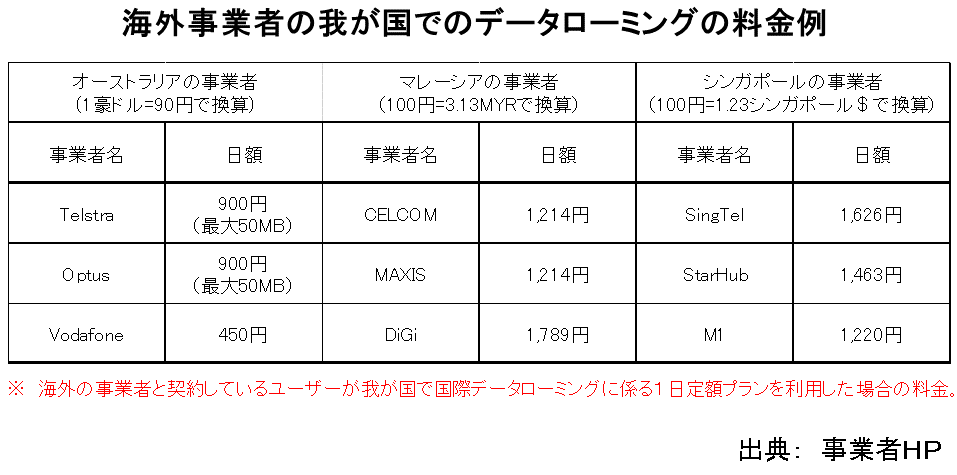 海外事業者の我が国でのデータローミングの料金例
オーストラリアの事業者
(1豪ドル=90円で換算)
マレーシアの事業者
(100円=3.13MYRで換算)
シンガポールの事業者
(100円=1.23シンガポール＄で換算)
事業者名 日額 事業者名 日額 事業者名 日額
Telstra 900円 (最大50MB) CELCOM 1,214円 SingTel 1,626円
Optus 900円 (最大50MB) MAXIS 1,214円 StarHub 1,463円
Vodafone 450円 DiGi 1,789円 M1 1,220円
※ 海外の事業者と契約しているユーザーが我が国で国際データローミングに係る1日定額プランを利用した場合の料金。
出典： 事業者HP